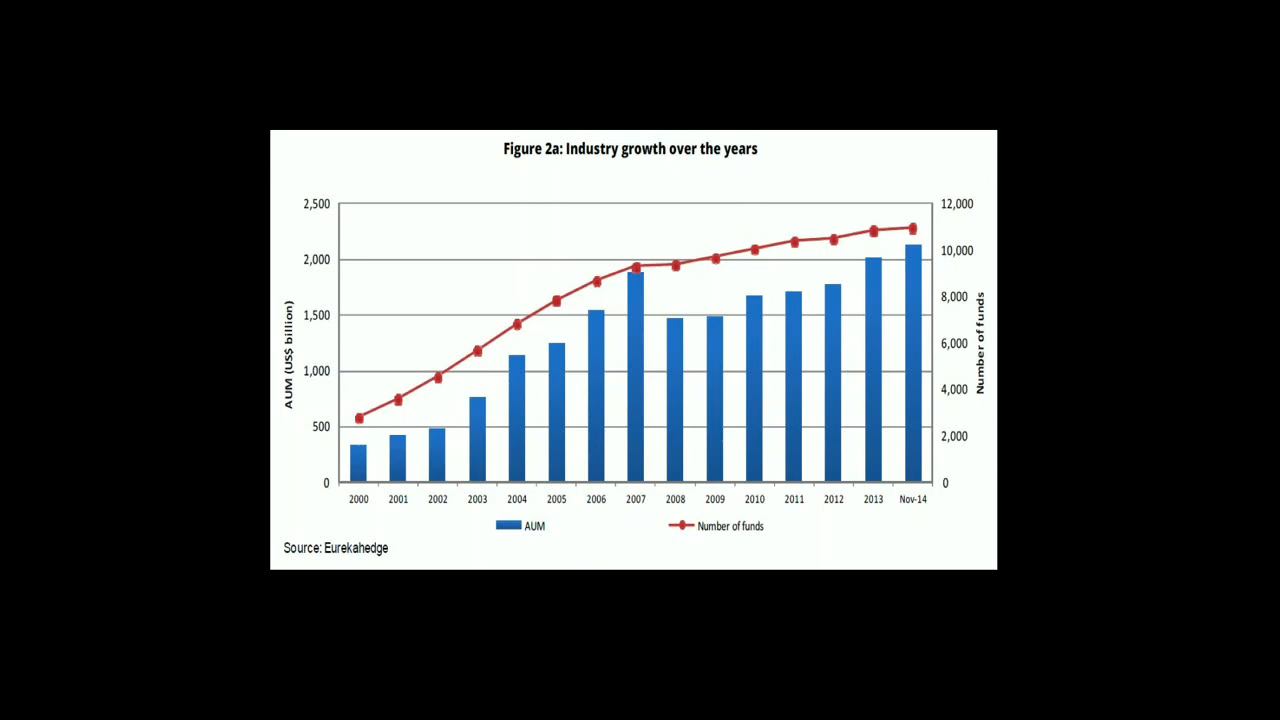 Figure 2a: Industry growth over the years
2,500
2,000
1,500
1,000
500
0
AUM (US$ billion)
12,000
10,000
8,000
6,000
4,000
2,000
0
Number of funds
2000 2001 2002 2003 2004 2005 2006 2007 2008 2009 2010 2011 2012 2013 Nov-14
AUM Number of funds
Source: Eurekahedge